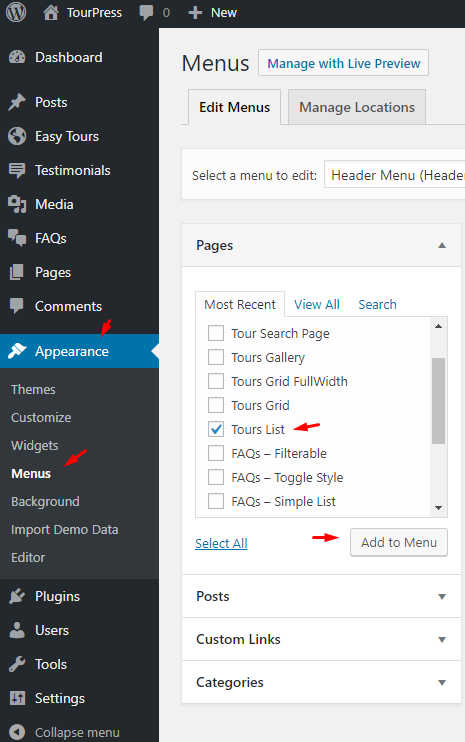 TourPress 0 + New
Dashboard
Posts
Easy Tours
Testimonials
Media
FAQs
Pages
Comments
Appearance
Themes
Customize
Widgets
Menus
Background
Import Demo Data
Editor
Plugins
Users
Tools
Settings
Collapse menu
Menus Manage with Live Preview
Edit Menus Manage Locations
Select a menu to edit: Header Menu (Heade
Pages
Most Recent View All Search
Tour Search Page
Tours Gallery
Tours Grid FullWidth
Tours Grid
Tours List
FAQs – Filterable
FAQs – Toggle Style
FAQs – Simple List
Select All Add to Menu
Posts
Custom Links
Categories